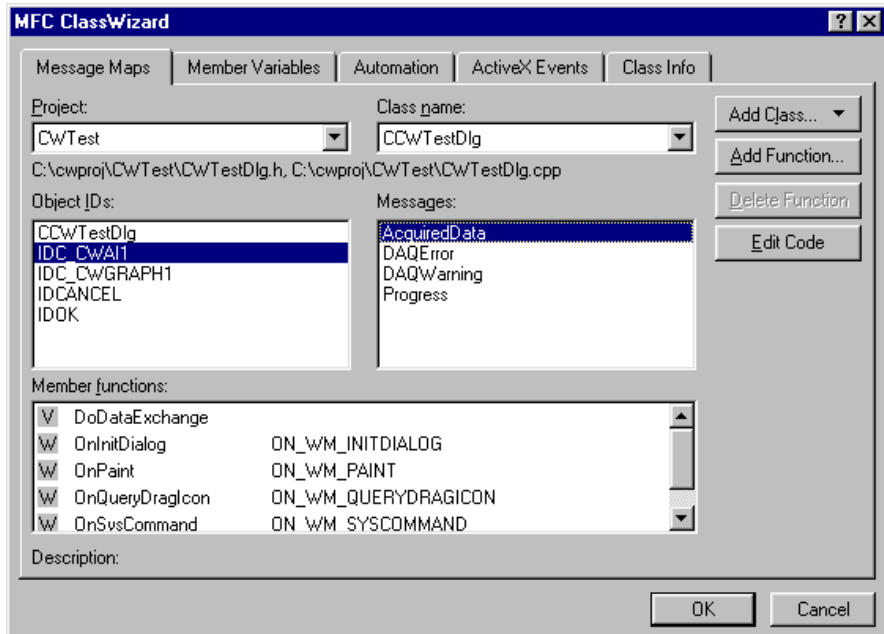 MFC ClassWizard
Message Maps Member Variables Automation ActiveX Events Class Info
Project: Class name:
CWTest CCWTestDlg Add Class...
C:\cwproj\CWTest\CWTestDlg.h, C:\cwproj\CWTest\CWTestDlg.cpp Add Function...
Object IDs: Messages: Delete Function
CCWTestDlg AcquiredData
IDC_CWAI1 DAQError Edit Code
IDC_CWGRAPH1 DAQWarning
IDCANCEL Progress
IDOK
Member functions:
V DoDataExchange
W OnInitDialog ON_WM_INITDIALOG
W OnPaint ON_WM_PAINT
W OnQueryDragIcon ON_WM_QUERYDRAGICON
W OnSysCommand ON_WM_SYSCOMMAND
Description:
OK Cancel